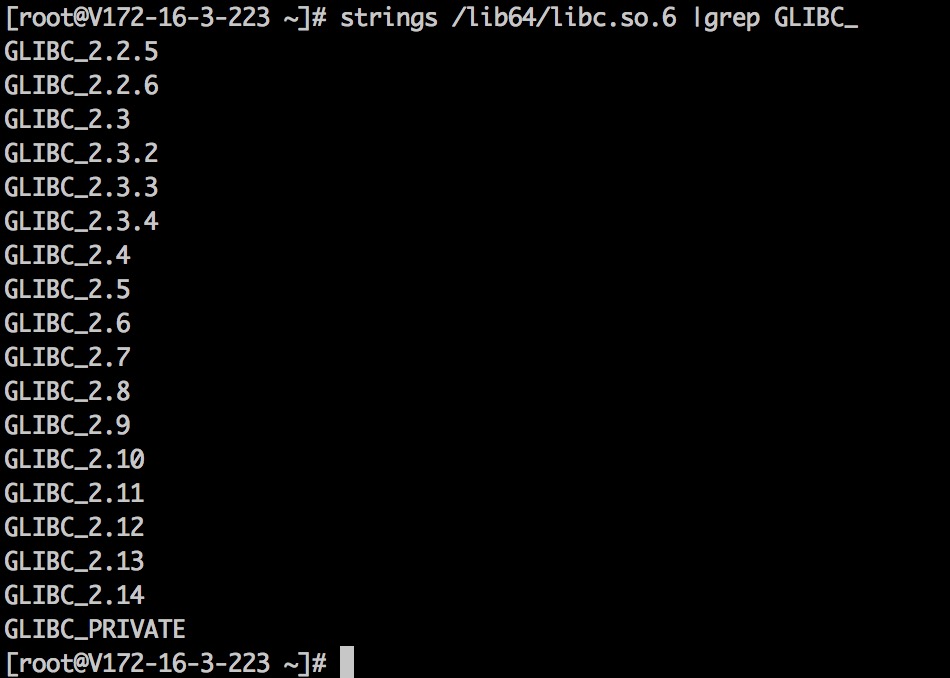 [root@V172-16-3-223 ~]# strings /lib64/libc.so.6 |grep GLIBC_
GLIBC_2.2.5
GLIBC_2.2.6
GLIBC_2.3
GLIBC_2.3.2
GLIBC_2.3.3
GLIBC_2.3.4
GLIBC_2.4
GLIBC_2.5
GLIBC_2.6
GLIBC_2.7
GLIBC_2.8
GLIBC_2.9
GLIBC_2.10
GLIBC_2.11
GLIBC_2.12
GLIBC_2.13
GLIBC_2.14
GLIBC_PRIVATE
[root@V172-16-3-223 ~]#